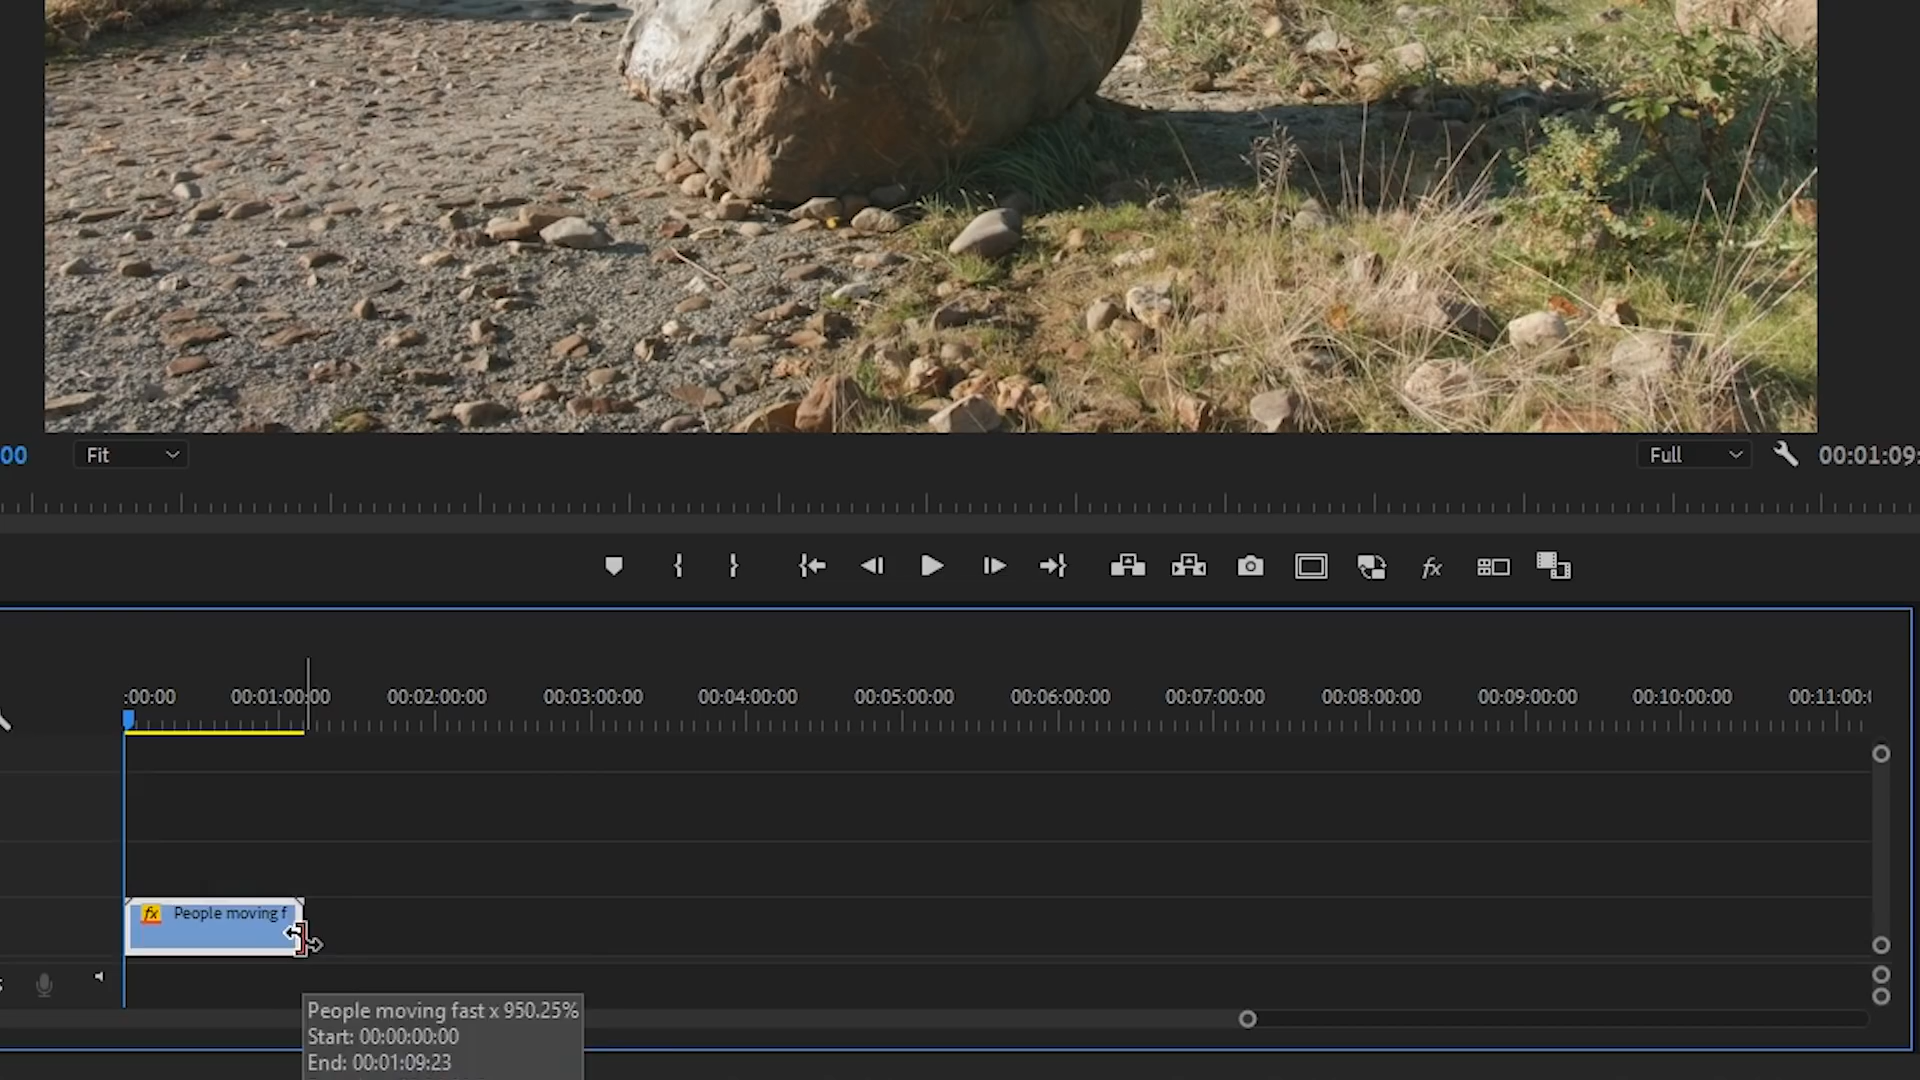 00
Fit
Full
00:01:09:
fx
:00:00
00:01:00:00
00:02:00:00
00:03:00:00
00:04:00:00
00:05:00:00
00:06:00:00
00:07:00:00
00:08:00:00
00:09:00:00
00:10:00:00
00:11:00:
fx People moving f
People moving fast x 950.25%
Start: 00:00:00:00
End: 00:01:09:23